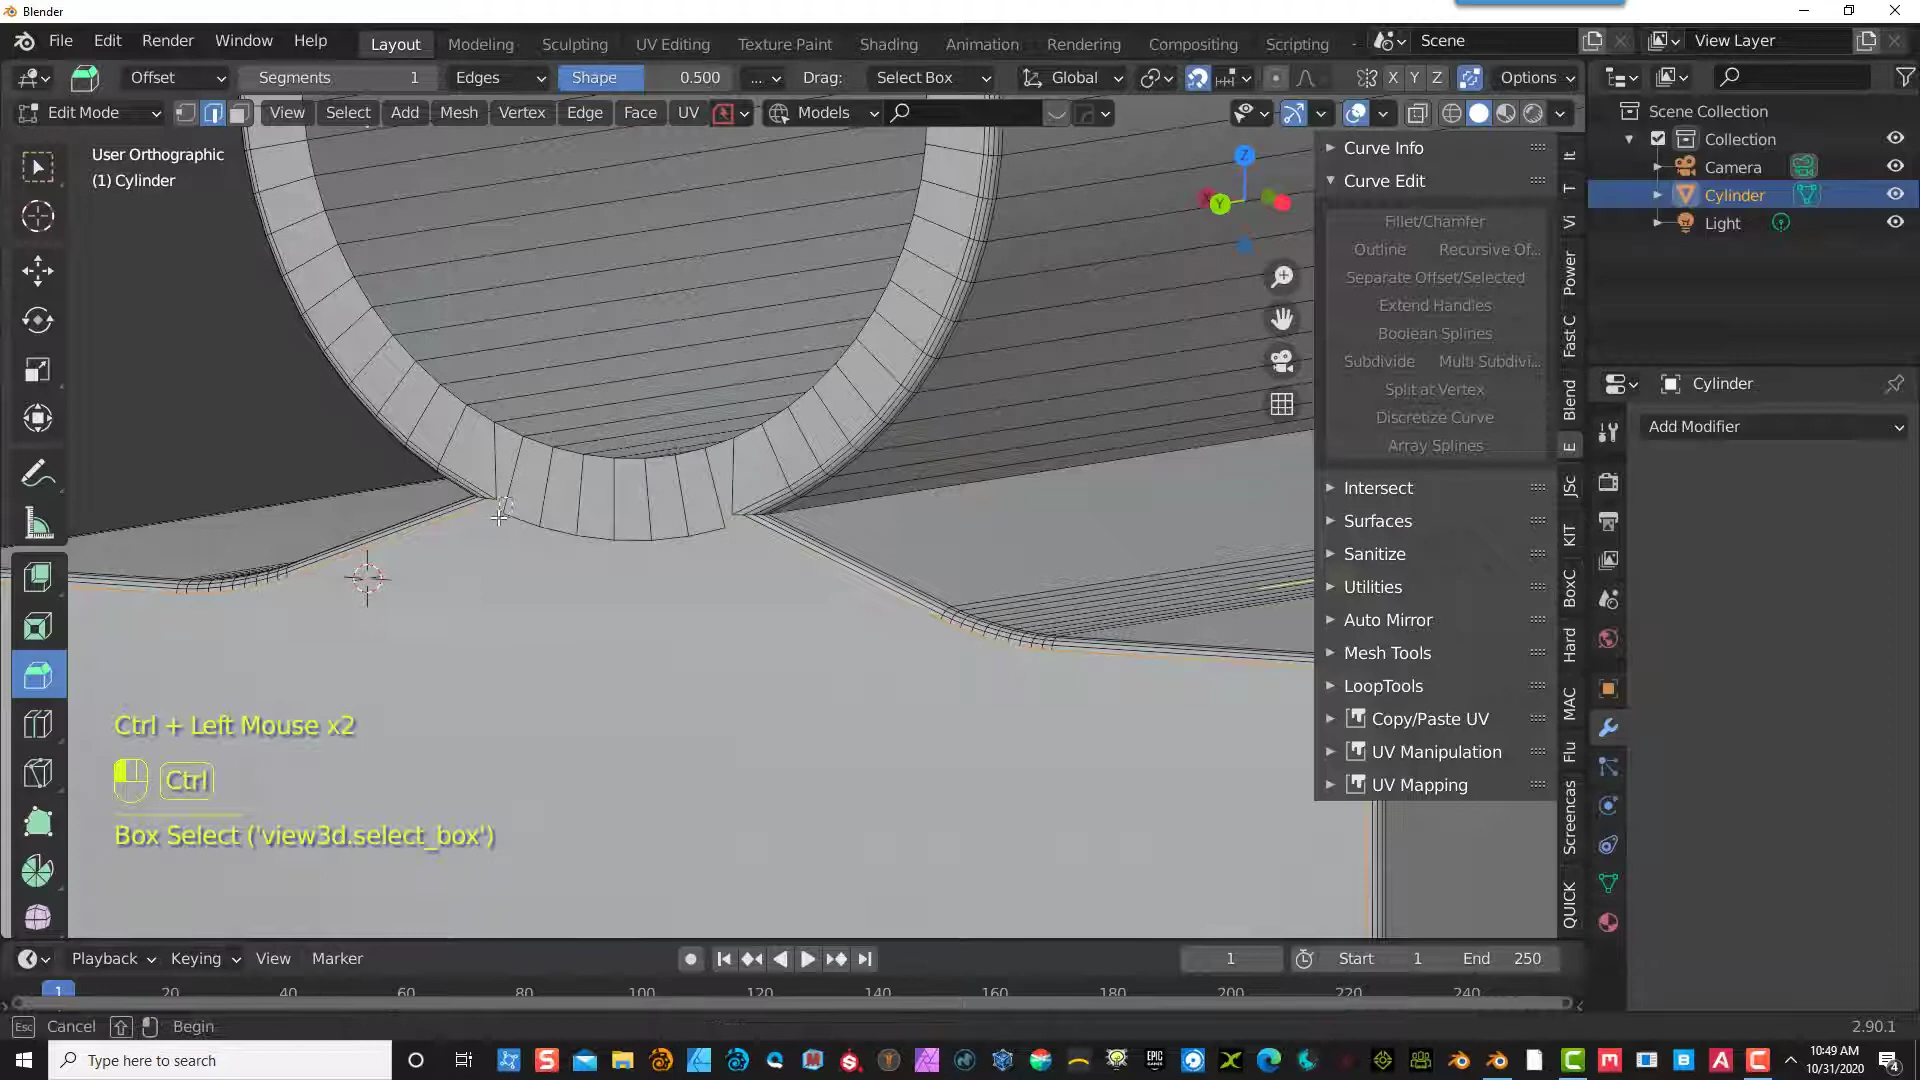 Blender
File Edit Render Window Help Layout Modeling Sculpting UV Editing Texture Paint Shading Animation Rendering Compositing Scripting Scene View Layer
Offset Segments 1 Edges Shape 0.500 ... Drag: Select Box Global X Y Z Options
Edit Mode View Select Add Mesh Vertex Edge Face UV Models
User Orthographic
(1) Cylinder
Z
Y
Curve Info
Curve Edit
Fillet/Chamfer
Outline Recursive Of...
Separate Offset/Selected
Extend Handles
Boolean Splines
Subdivide Multi Subdivi...
Split at Vertex
Discretize Curve
Array Splines
Intersect
Surfaces
Sanitize
Utilities
Auto Mirror
Mesh Tools
LoopTools
Copy/Paste UV
UV Manipulation
UV Mapping
It
T
Vi
Power
Fast C
Blend
E
JSc
KIT
BoxC
Hard
MAC
Flu
Screencas
QUICK
Scene Collection
Collection
Camera
Cylinder
Light
Cylinder
Add Modifier
Ctrl + Left Mouse x2
Ctrl
Box Select ('view3d.select_box')
Playback Keying View Marker 1 Start 1 End 250
1 20 40 60 80 100 120 140 160 180 200 220 240
Esc Cancel Begin 2.90.1
Type here to search
EPIC GAMES
10:49 AM
10/31/2020
4